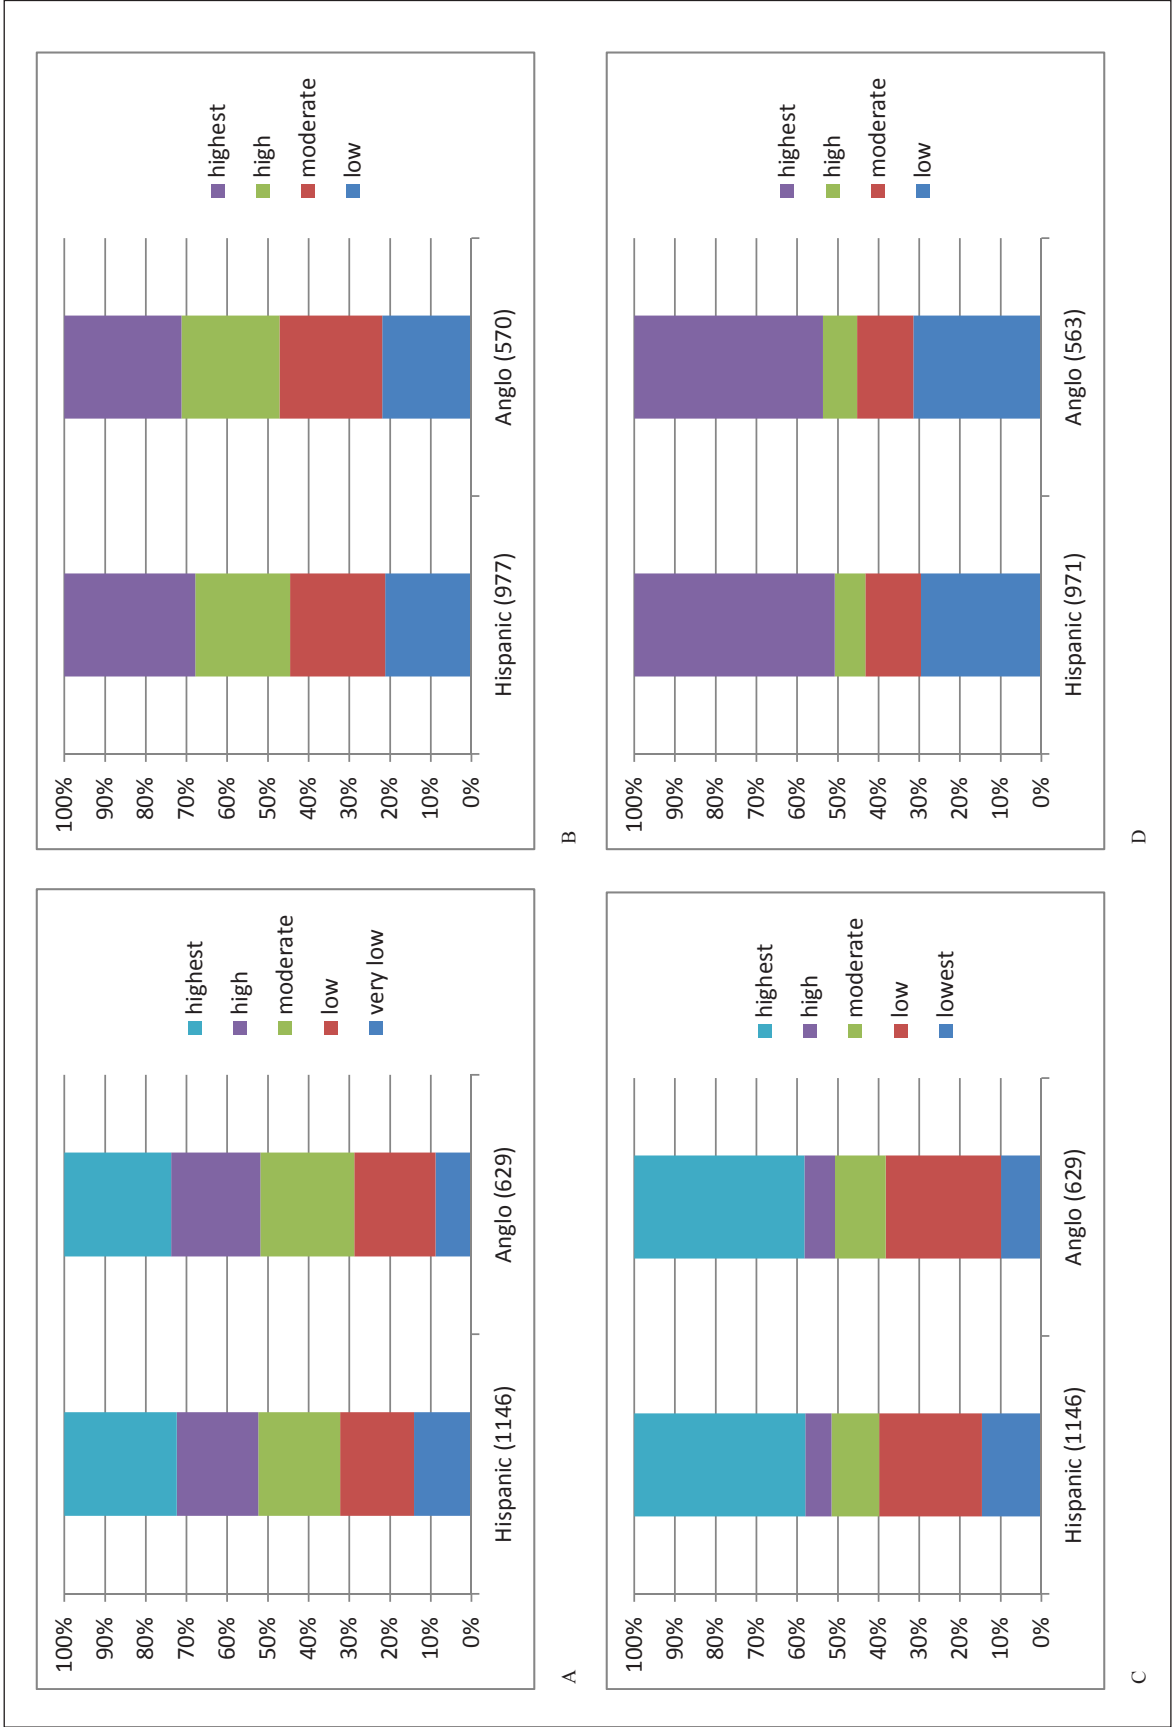 100%
90%
80%
70%
60%
50%
40%
30%
20%
10%
0%
Hispanic (1146)
Anglo (629)
highest
high
moderate
low
very low
A
100%
90%
80%
70%
60%
50%
40%
30%
20%
10%
0%
Hispanic (977)
Anglo (570)
highest
high
moderate
low
B
100%
90%
80%
70%
60%
50%
40%
30%
20%
10%
0%
Hispanic (1146)
Anglo (629)
highest
high
moderate
low
lowest
C
100%
90%
80%
70%
60%
50%
40%
30%
20%
10%
0%
Hispanic (971)
Anglo (563)
highest
high
moderate
low
D